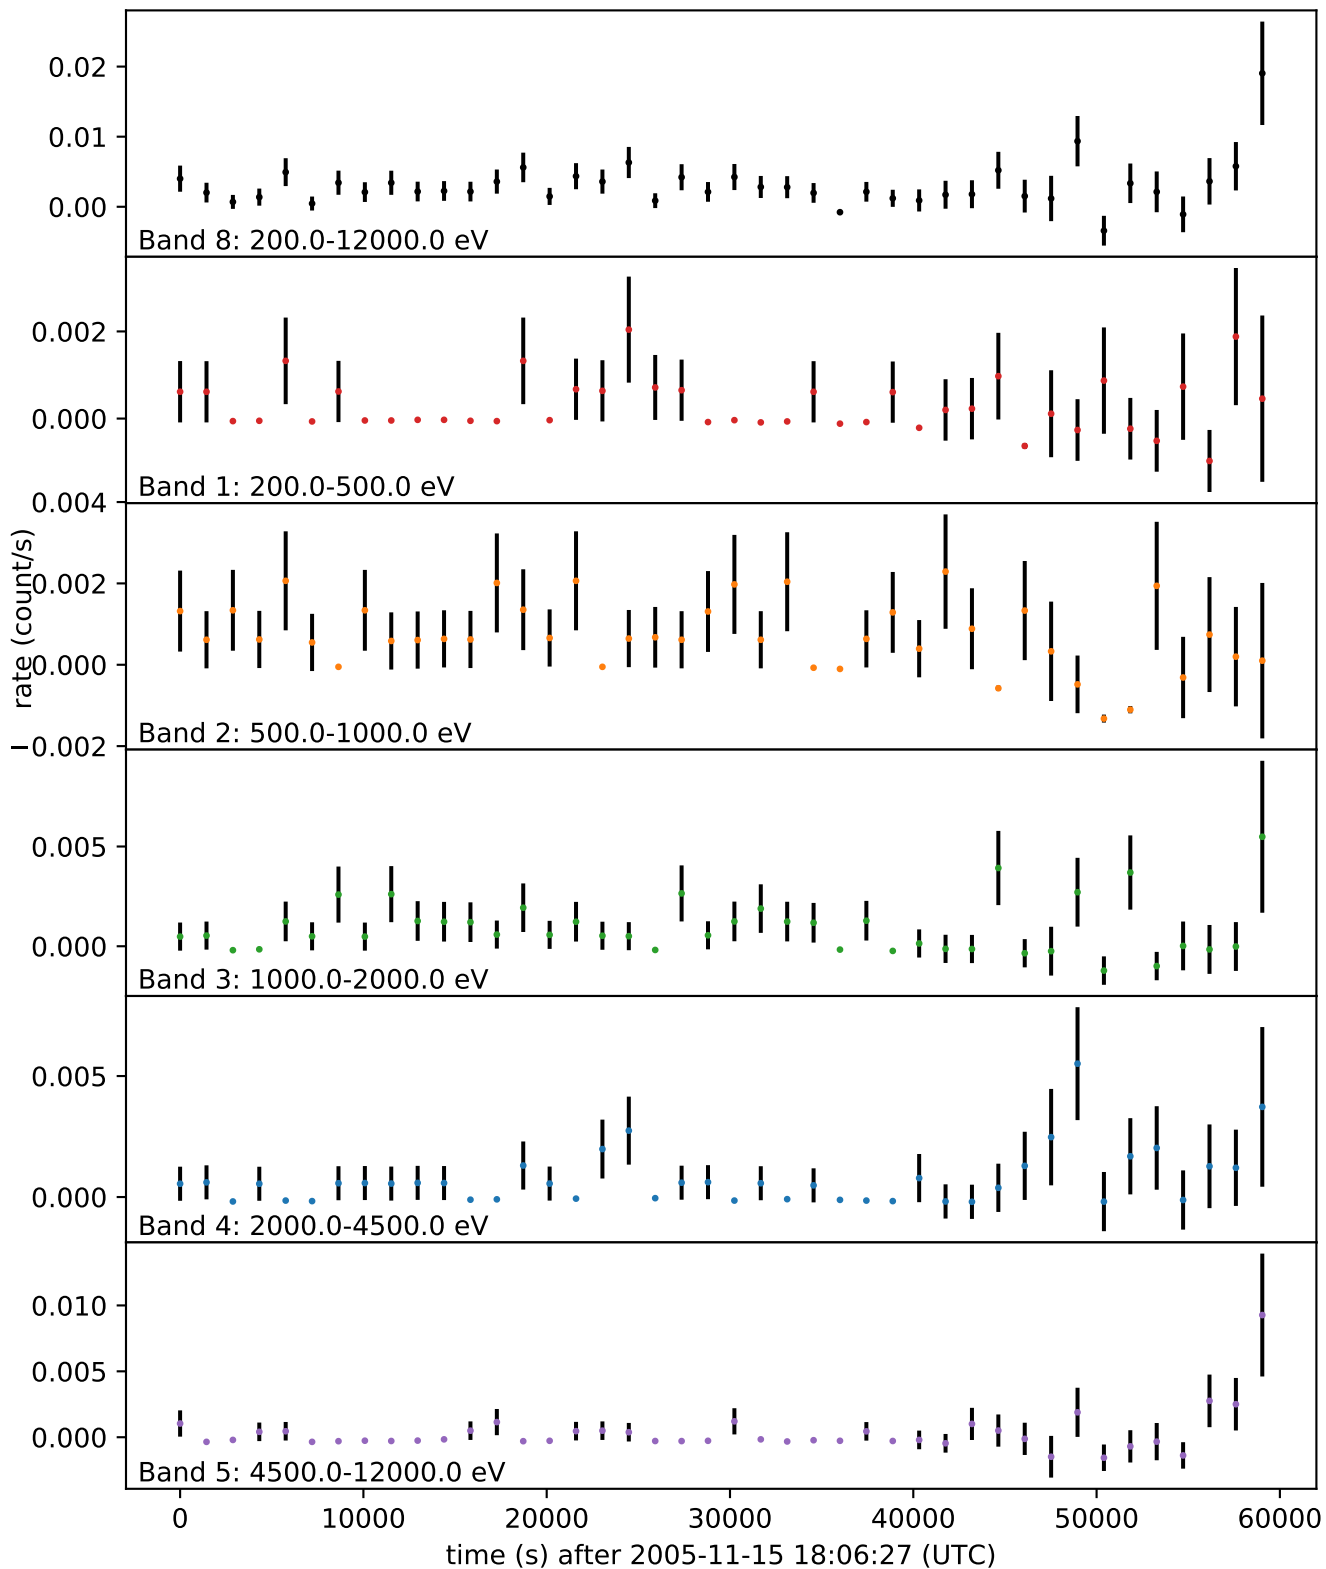 0.02
0.01
0.00
Band 8: 200.0-12000.0 eV
0.002
0.000
Band 1: 200.0-500.0 eV
0.004
0.002
0.000
−0.002
rate (count/s)
Band 2: 500.0-1000.0 eV
0.005
0.000
Band 3: 1000.0-2000.0 eV
0.005
0.000
Band 4: 2000.0-4500.0 eV
0.010
0.005
0.000
Band 5: 4500.0-12000.0 eV
0 10000 20000 30000 40000 50000 60000
time (s) after 2005-11-15 18:06:27 (UTC)